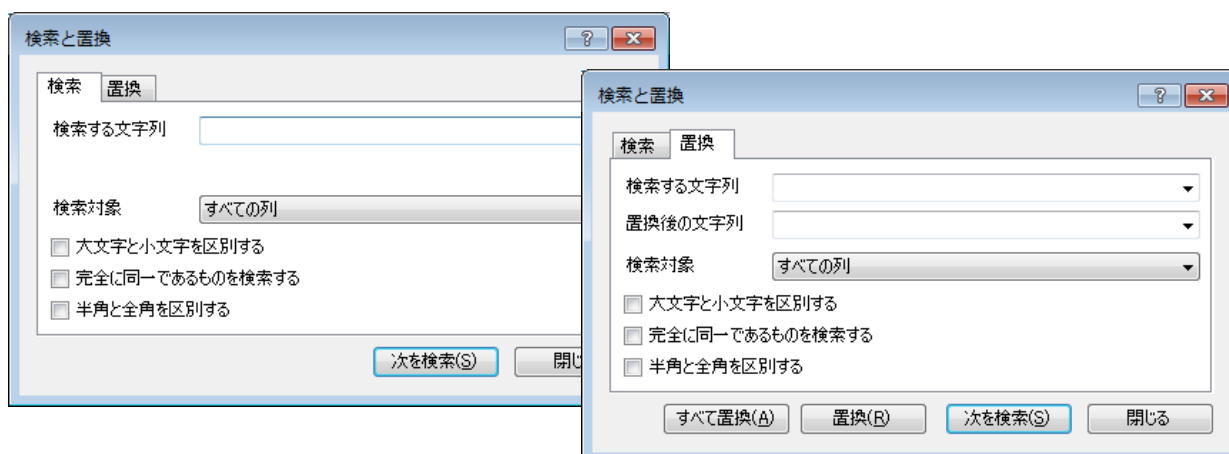 検索と置換
検索 置換
検索する文字列
検索対象 すべての列
大文字と小文字を区別する
完全に同一であるものを検索する
半角と全角を区別する
次を検索(S) 閉じ
検索と置換
検索 置換
検索する文字列
置換後の文字列
検索対象 すべての列
大文字と小文字を区別する
完全に同一であるものを検索する
半角と全角を区別する
すべて置換(A) 置換(R) 次を検索(S) 閉じる